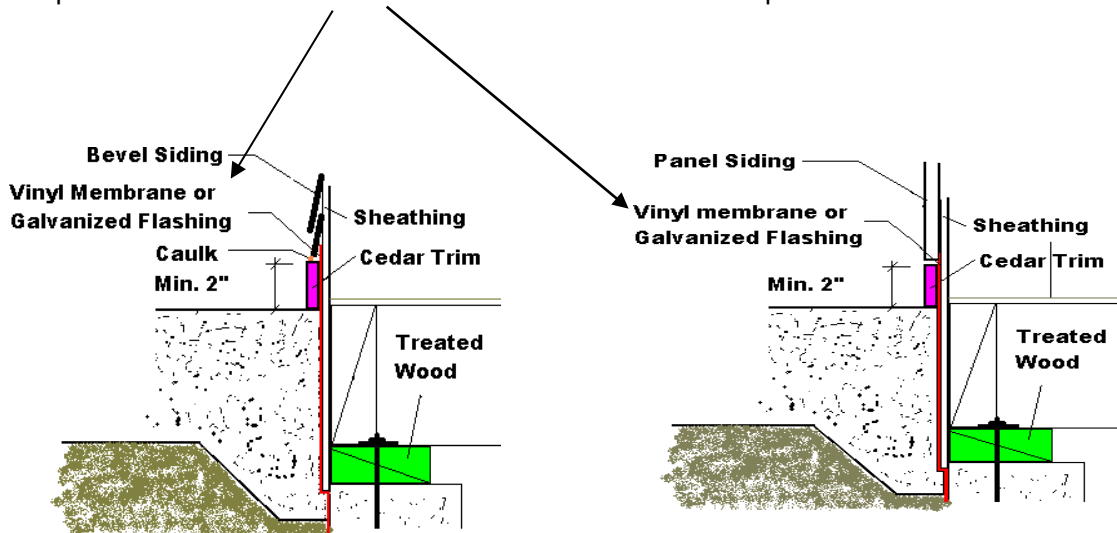 Bevel Siding
Vinyl Membrane or
Galvanized Flashing
Sheathing
Caulk
Cedar Trim
Min. 2"
Treated
Wood
Panel Siding
Vinyl membrane or
Galvanized Flashing
Sheathing
Cedar Trim
Min. 2"
Treated
Wood